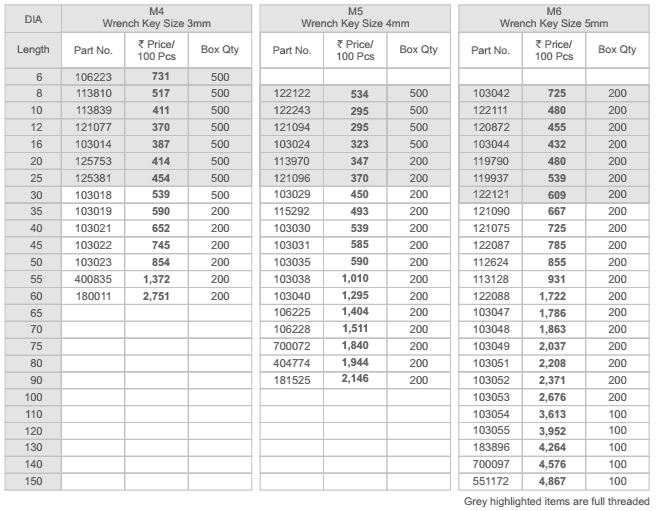 DIA M4 M5 M6
Wrench Key Size 3mm Wrench Key Size 4mm Wrench Key Size 5mm
Length Part No. ₹ Price/ 100 Pcs Box Qty Part No. ₹ Price/ 100 Pcs Box Qty Part No. ₹ Price/ 100 Pcs Box Qty
6 106223 731 500
8 113810 517 500 122122 534 500 103042 725 200
10 113839 411 500 122243 295 500 122111 480 200
12 121077 370 500 121094 295 500 120872 455 200
16 103014 387 500 103024 323 500 103044 432 200
20 125753 414 500 113970 347 200 119790 480 200
25 125381 454 500 121096 370 200 119937 539 200
30 103018 539 500 103029 450 200 122121 609 200
35 103019 590 200 115292 493 200 121090 667 200
40 103021 652 200 103030 539 200 121075 725 200
45 103022 745 200 103031 585 200 122087 785 200
50 103023 854 200 103035 590 200 112624 855 200
55 400835 1,372 200 103038 1,010 200 113128 931 200
60 180011 2,751 200 103040 1,295 200 122088 1,722 200
65 106225 1,404 200 103047 1,786 200
70 106228 1,511 200 103048 1,863 200
75 700072 1,840 200 103049 2,037 200
80 404774 1,944 200 103051 2,208 200
90 181525 2,146 200 103052 2,371 200
100 103053 2,676 200
110 103054 3,613 100
120 103055 3,952 100
130 183896 4,264 100
140 700097 4,576 100
150 551172 4,867 100
Grey highlighted items are full threaded